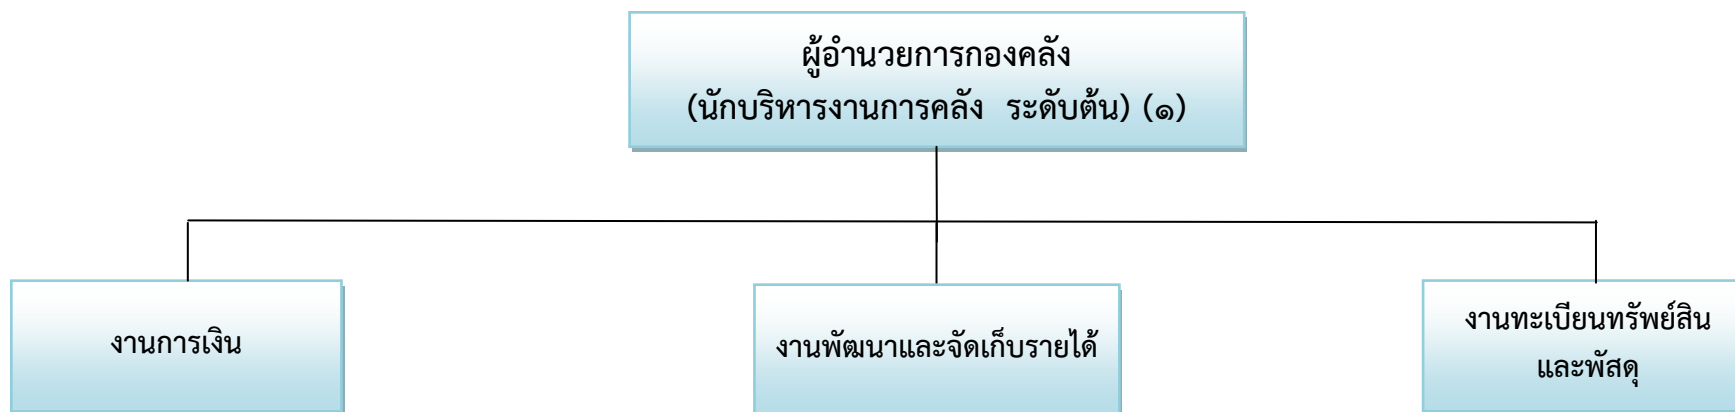 ผู้อำนวยการกองคลัง
(นักบริหารงานการคลัง ระดับต้น) (๑)
งานการเงิน
งานพัฒนาและจัดเก็บรายได้
งานทะเบียนทรัพย์สิน
และพัสดุ